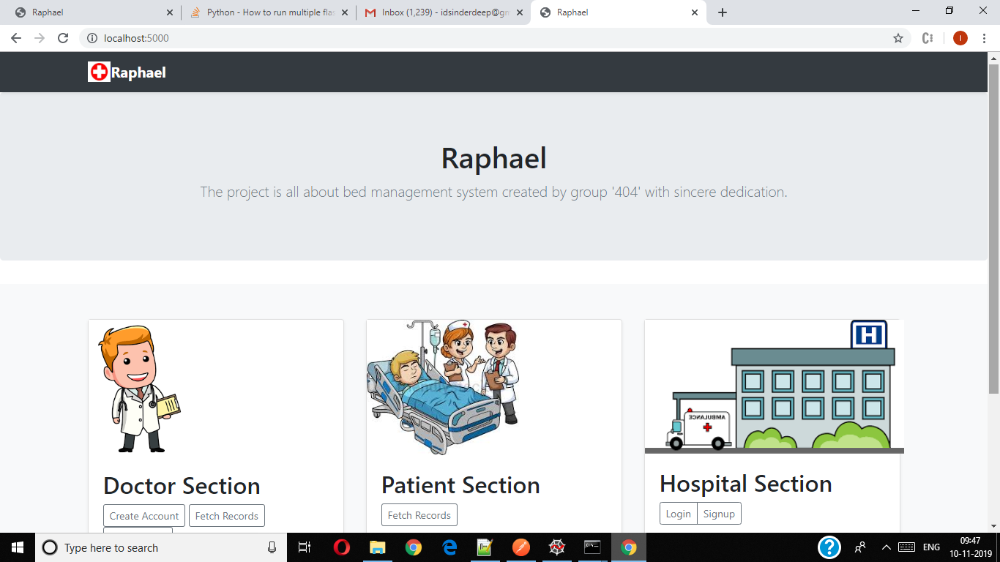 Raphael
Python - How to run multiple flas
Inbox (1,239) - idsinderdeep@gm
Raphael
localhost:5000
I
Raphael
Raphael
The project is all about bed management system created by group '404' with sincere dedication.
H
AMBULANCE
Doctor Section
Patient Section
Hospital Section
Create Account
Fetch Records
Fetch Records
Login
Signup
Type here to search
ENG
09:47
10-11-2019